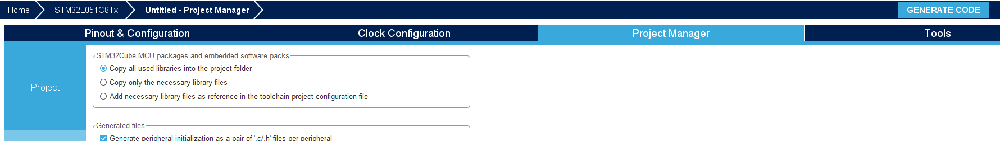 Home STM32L051C8Tx Untitled - Project Manager GENERATE CODE
Pinout & Configuration Clock Configuration Project Manager Tools
STM32Cube MCU packages and embedded software packs
Copy all used libraries into the project folder
Copy only the necessary library files
Project
Add necessary library files as reference in the toolchain project configuration file
Generated files
Generate peripheral initialization as a pair of '.c/.h' files per peripheral